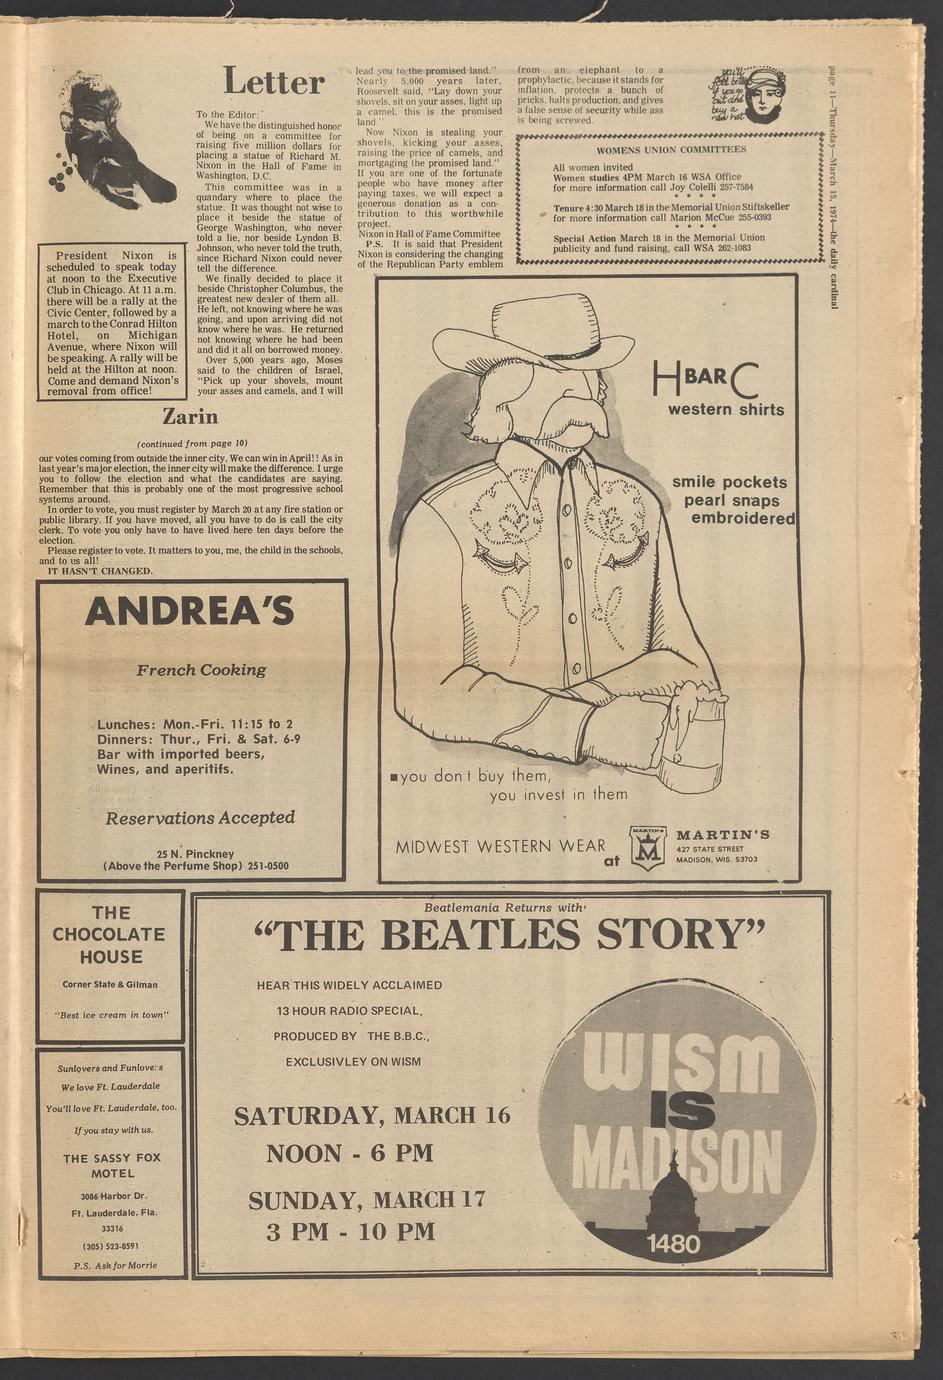 Letter
To the Editor:
We have the distinguished honor
of being on a committee for
raising five million dollars for
placing a statue of Richard M.
Nixon in the Hall of Fame in
Washington, D.C.
This committee was in a
quandary where to place the
statue. It was thought not wise to
place it beside the statue of
George Washington, who never
told a lie, nor beside Lyndon B.
Johnson, who never told the truth,
since Richard Nixon could never
tell the difference.
We finally decided to place it
beside Christopher Columbus, the
greatest new dealer of them all.
He left, not knowing where he was
going, and upon arriving did not
know where he was. He returned
not knowing where he had been
and did it all on borrowed money.
Over 5,000 years ago, Moses
said to the children of Israel,
"Pick up your shovels, mount
your asses and camels, and I will
lead you to the promised land."
Nearly 5,000 years later,
Roosevelt said, "Lay down your
shovels, sit on your asses, light up
a camel, this is the promised
land."
Now Nixon is stealing your
shovels, kicking your asses,
raising the price of camels, and
mortgaging the promised land."
If you are one of the fortunate
people who have money after
paying taxes, we will expect a
generous donation as a con-
tribution to this worthwhile
project.
Nixon in Hall of Fame Committee
P.S. It is said that President
Nixon is considering the changing
of the Republican Party emblem
from an elephant to a
prophylactic, because it stands for
inflation, protects a bunch of
pricks, halts production, and gives
a false sense of security while ass
is being screwed.
you'll
feel better
if you go
out and
buy a
new hat
page 11—Thursday—March 15, 1974—the daily cardinal
WOMENS UNION COMMITTEES
All women invited
Women studies 4PM March 16 WSA Office
for more information call Joy Colelli 257-7584
* * * *
Tenure 4:30 March 18 in the Memorial Union Stiftskeller
for more information call Marion McCue 255-0393
* * * *
Special Action March 18 in the Memorial Union
publicity and fund raising, call WSA 262-1083
President Nixon is
scheduled to speak today
at noon to the Executive
Club in Chicago. At 11 a.m.
there will be a rally at the
Civic Center, followed by a
march to the Conrad Hilton
Hotel, on Michigan
Avenue, where Nixon will
be speaking. A rally will be
held at the Hilton at noon.
Come and demand Nixon's
removal from office!
Zarin
(continued from page 10)
our votes coming from outside the inner city. We can win in April!! As in
last year's major election, the inner city will make the difference. I urge
you to follow the election and what the candidates are saying.
Remember that this is probably one of the most progressive school
systems around.
In order to vote, you must register by March 20 at any fire station or
public library. If you have moved, all you have to do is call the city
clerk. To vote you only have to have lived here ten days before the
election.
Please register to vote. It matters to you, me, the child in the schools,
and to us all!
IT HASN'T CHANGED.
ANDREA'S
French Cooking
Lunches: Mon.-Fri. 11:15 to 2
Dinners: Thur., Fri. & Sat. 6-9
Bar with imported beers,
Wines, and aperitifs.
Reservations Accepted
25 N. Pinckney
(Above the Perfume Shop) 251-0500
H BAR C
western shirts
smile pockets
pearl snaps
embroidered
you don't buy them,
you invest in them
MIDWEST WESTERN WEAR
at
MARTIN'S
M
MARTIN'S
427 STATE STREET
MADISON, WIS. 53703
THE
CHOCOLATE
HOUSE
Corner State & Gilman
"Best ice cream in town"
Sunlovers and Funlovers
We love Ft. Lauderdale
You'll love Ft. Lauderdale, too.
If you stay with us.
THE SASSY FOX
MOTEL
3086 Harbor Dr.
Ft. Lauderdale, Fla.
33316
(305) 523-8591
P.S. Ask for Morrie
Beatlemania Returns with
"THE BEATLES STORY"
HEAR THIS WIDELY ACCLAIMED
13 HOUR RADIO SPECIAL,
PRODUCED BY THE B.B.C.,
EXCLUSIVLEY ON WISM
SATURDAY, MARCH 16
NOON - 6 PM
SUNDAY, MARCH 17
3 PM - 10 PM
WISM
IS
MADISON
1480